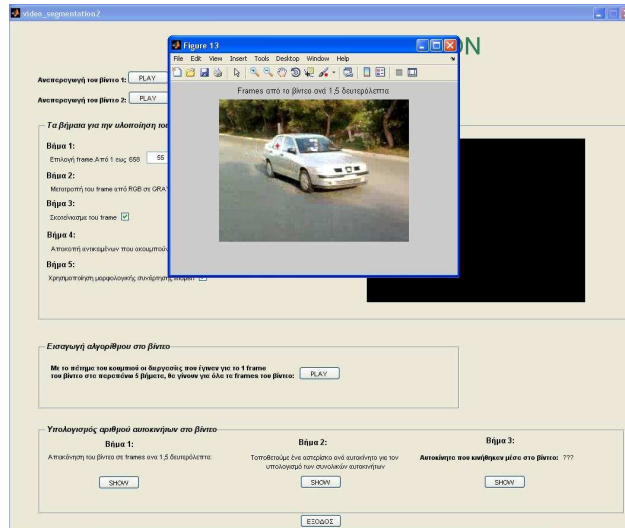 video_segmentation2
Figure 13
File Edit View Insert Tools Desktop Window Help
ON
Αναπαραγωγή του βίντεο 1: PLAY
Αναπαραγωγή του βίντεο 2: PLAY
Frames από το βίντεο ανά 1,5 δευτερόλεπτα
Τα βήματα για την υλοποίηση του
Βήμα 1:
Επιλογή frame.Από 1 εως 658 55
Βήμα 2:
Μετατροπή του frame από RGB σε GRAY
Βήμα 3:
Σκοτείνιασμα του frame
Βήμα 4:
Αποκοπή αντικειμένων που ακουμπούν
Βήμα 5:
Χρησιμοποίηση μορφολογικής συνάρτησης
Εισαγωγή αλγορίθμου στο βίντεο
Με το πάτημα του κουμπιού οι διεργασίες που έγιναν για το 1 frame
του βίντεο στα παραπάνω 5 βήματα, θα γίνουν για όλα τα frames του βίντεο: PLAY
Υπολογισμός αριθμού αυτοκινήτων στο βίντεο
Βήμα 1:
Απεικόνηση του βίντεο σε frames ανα 1,5 δευτερόλεπτα:
SHOW
Βήμα 2:
Τοποθετούμε ένα αστερίσκο ανά αυτοκίνητο για τον
υπολογισμό των συνολικών αυτοκινήτων
SHOW
Βήμα 3:
Αυτοκίνητα που κινήθηκαν μέσα στο βίντεο: ???
SHOW
ΕΞΟΔΟΣ